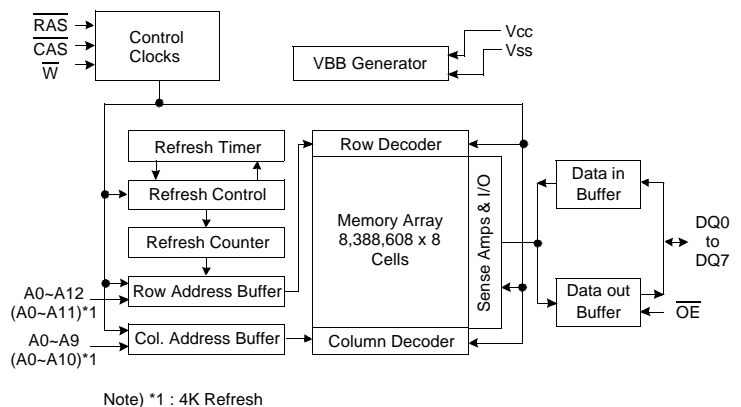 RAS
CAS
W
Control
Clocks
VBB Generator
Vcc
Vss
Refresh Timer
Refresh Control
Refresh Counter
Row Address Buffer
Col. Address Buffer
A0~A12
(A0~A11)*1
A0~A9
(A0~A10)*1
Row Decoder
Memory Array
8,388,608 x 8
Cells
Column Decoder
Sense Amps & I/O
Data in
Buffer
Data out
Buffer
DQ0
to
DQ7
OE
Note) *1 : 4K Refresh